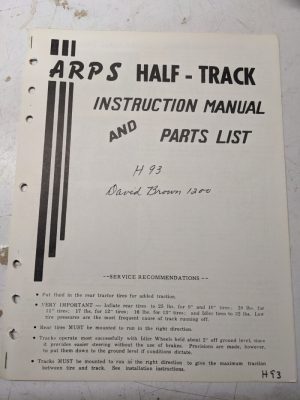 ARPS HALF-TRACK
INSTRUCTION MANUAL
AND
PARTS LIST
H 93
David Brown 1200
--SERVICE RECOMMENDATIONS--
Put fluid in the rear tractor tires for added traction.
VERY IMPORTANT — Inflate rear tires to 25 lbs. for 9" and 10" tires; 20 lbs. for
11" tires; 17 lbs. for 12" tires; 16 lbs. for 13" tires; and Idler tires to 32 lbs. Low
tire pressures are the most frequent cause of track running off.
Rear tires MUST be mounted to run in the right direction.
Tracks operate most successfully with Idler Wheels held about 2" off ground level, since
it provides easier steering without the use of brakes. Provisions are made, however,
to put them down to the ground level if conditions dictate.
Tracks MUST be mounted to run in the right direction to give the maximum traction
between tire and track. See installation instructions.
H93